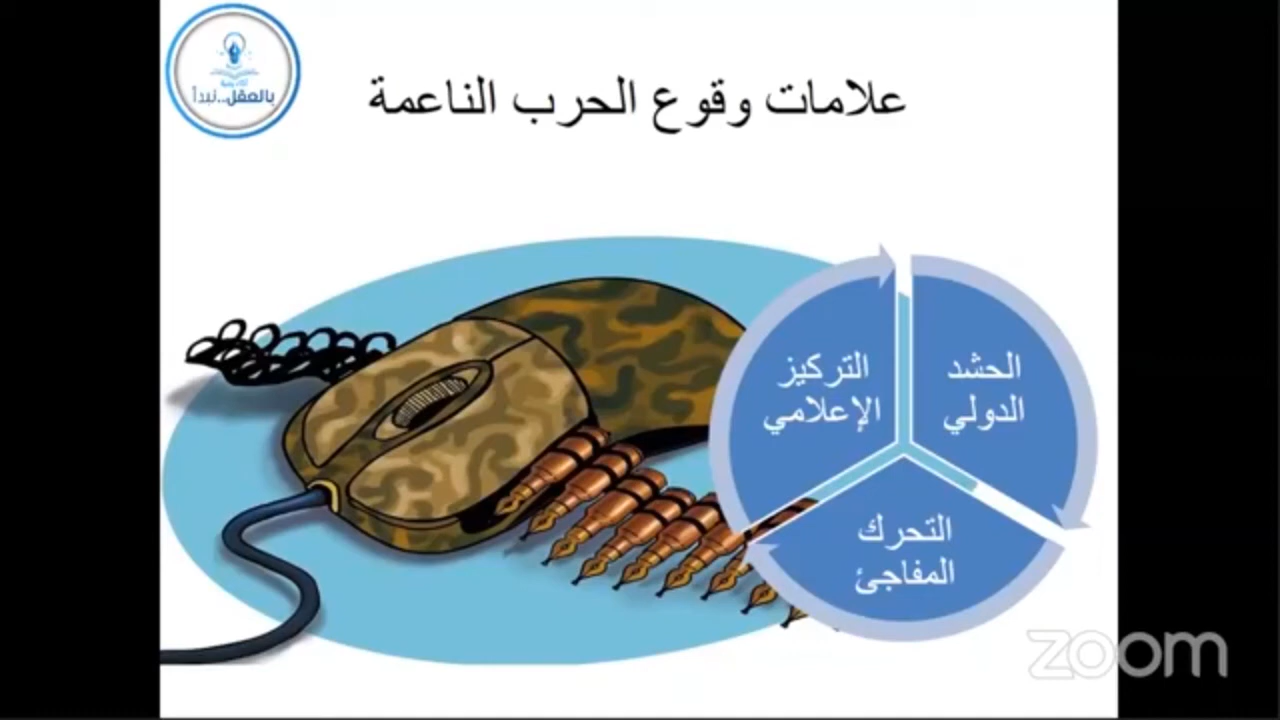 علامات وقوع الحرب الناعمة
بالعقل..نبدأ
الحشد
الدولي
التركيز
الإعلامي
التحرك
المفاجئ
zoom